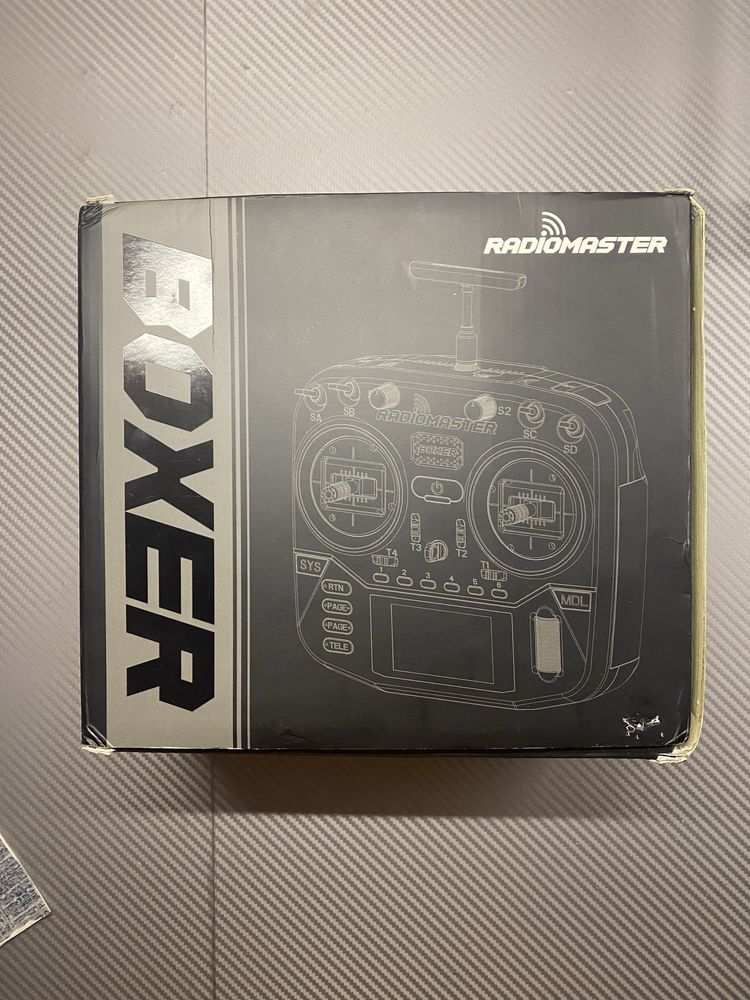 BOXER
RADIOMASTER
SA
SB
S2
SC
SD
RADIOMASTER
BOXER
T3
T2
T4
T1
1 2 3 4 5 6
SYS
MDL
RTN
PAGE
PAGE
TELE